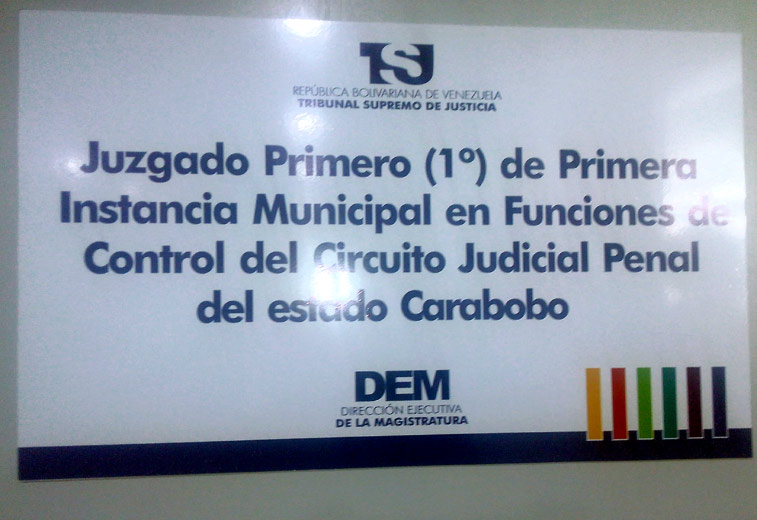 TSJ
REPÚBLICA BOLIVARIANA DE VENEZUELA
TRIBUNAL SUPREMO DE JUSTICIA
Juzgado Primero (1º) de Primera
Instancia Municipal en Funciones de
Control del Circuito Judicial Penal
del estado Carabobo
DEM
DIRECCIÓN EJECUTIVA
DE LA MAGISTRATURA